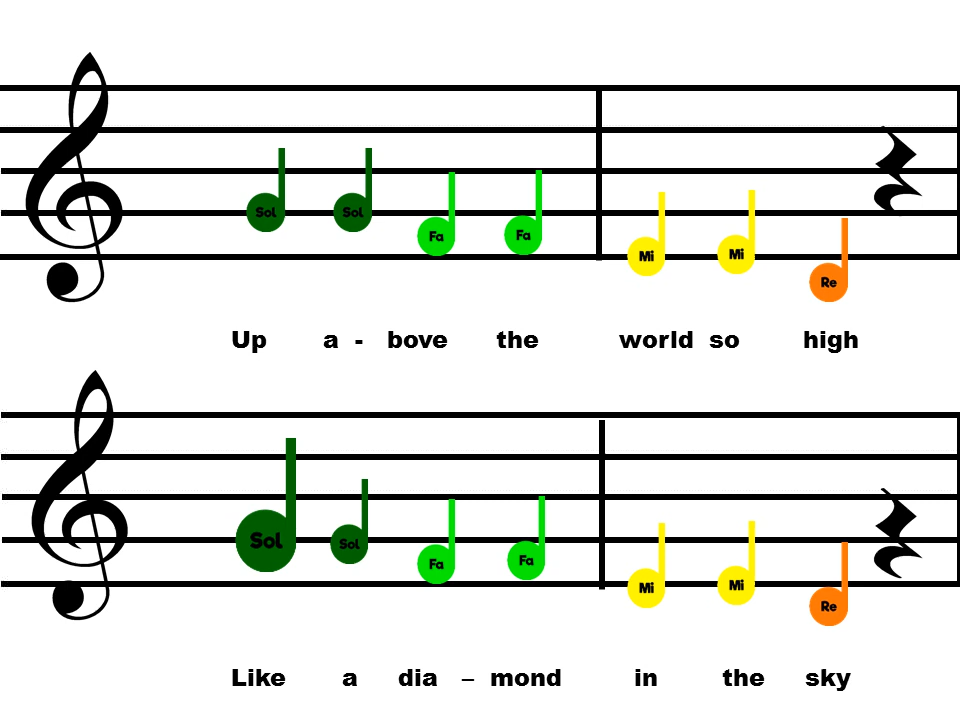 Sol Sol Fa Fa Mi Mi Re
Up a - bove the world so high
Sol Sol Fa Fa Mi Mi Re
Like a dia – mond in the sky